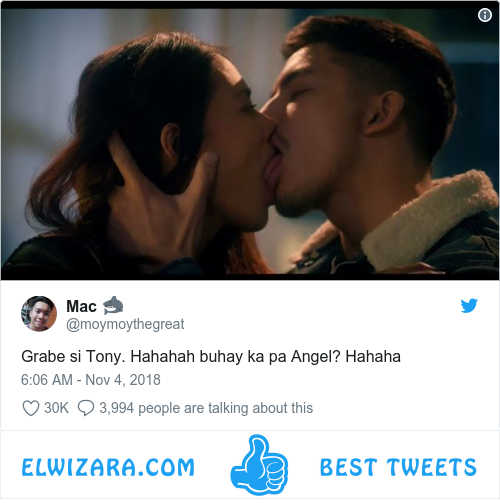 Mac
@moymoythegreat
Grabe si Tony. Hahahah buhay ka pa Angel? Hahaha
6:06 AM - Nov 4, 2018
30K 3,994 people are talking about this
ELWIZARA.COM BEST TWEETS